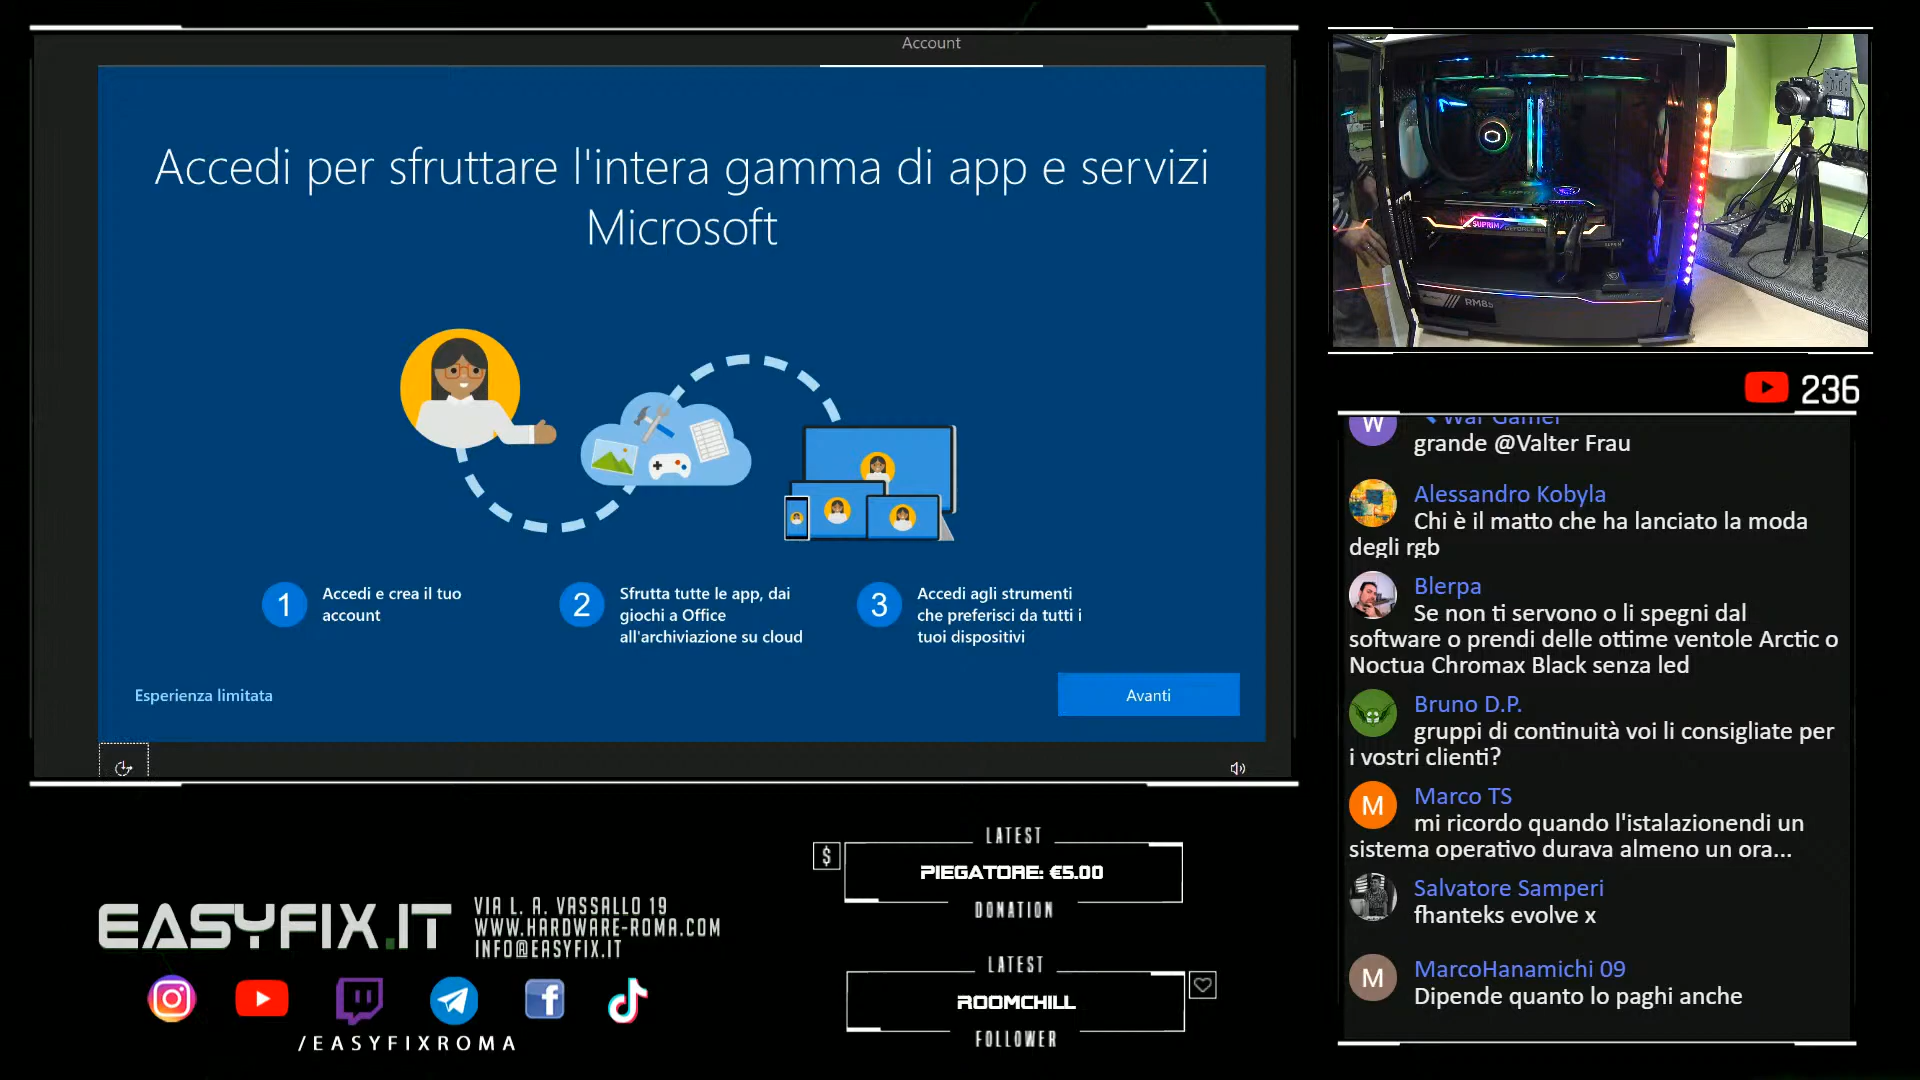 Account
Accedi per sfruttare l'intera gamma di app e servizi
Microsoft
1
Accedi e crea il tuo
account
2
Sfrutta tutte le app, dai
giochi a Office
all'archiviazione su cloud
3
Accedi agli strumenti
che preferisci da tutti i
tuoi dispositivi
Esperienza limitata
Avanti
SUPRIM
GEFORCE
RM85
236
W
War Gamer
grande @Valter Frau
Alessandro Kobyla
Chi è il matto che ha lanciato la moda
degli rgb
Blerpa
Se non ti servono o li spegni dal
software o prendi delle ottime ventole Arctic o
Noctua Chromax Black senza led
Bruno D.P.
gruppi di continuità voi li consigliate per
i vostri clienti?
M
Marco TS
mi ricordo quando l'istalazionendi un
sistema operativo durava almeno un ora...
Salvatore Samperi
fhanteks evolve x
M
MarcoHanamichi 09
Dipende quanto lo paghi anche
EASYFIX.IT
VIA L. A. VASSALLO 19
WWW.HARDWARE-ROMA.COM
INFO@EASYFIX.IT
/EASYFIXROMA
$
LATEST
PIEGATORE: €5.00
DONATION
LATEST
ROOMCHILL
FOLLOWER